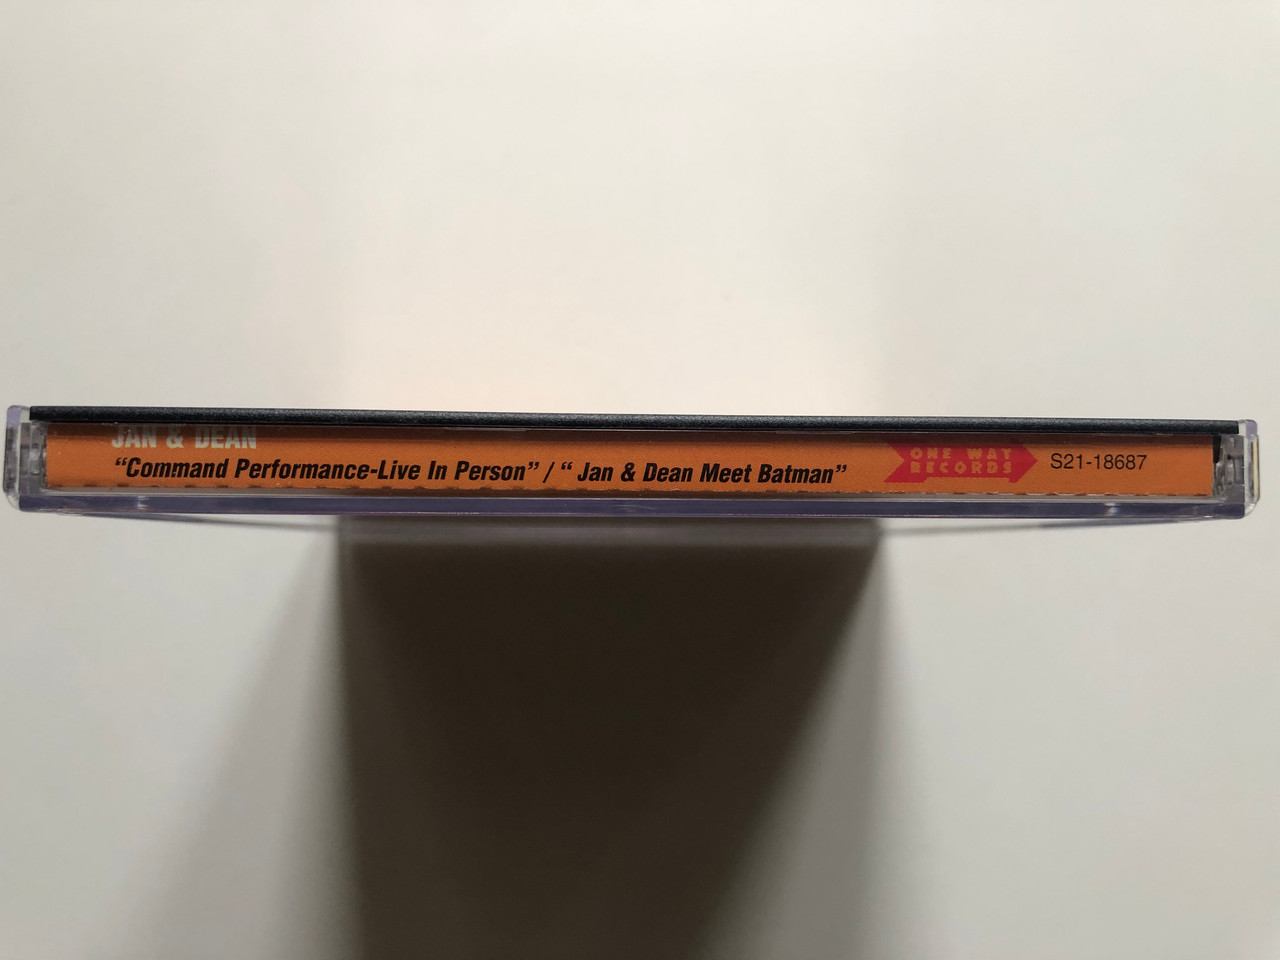 JAN & DEAN
“Command Performance-Live In Person” / “ Jan & Dean Meet Batman”
ONE WAY
RECORDS
S21-18687